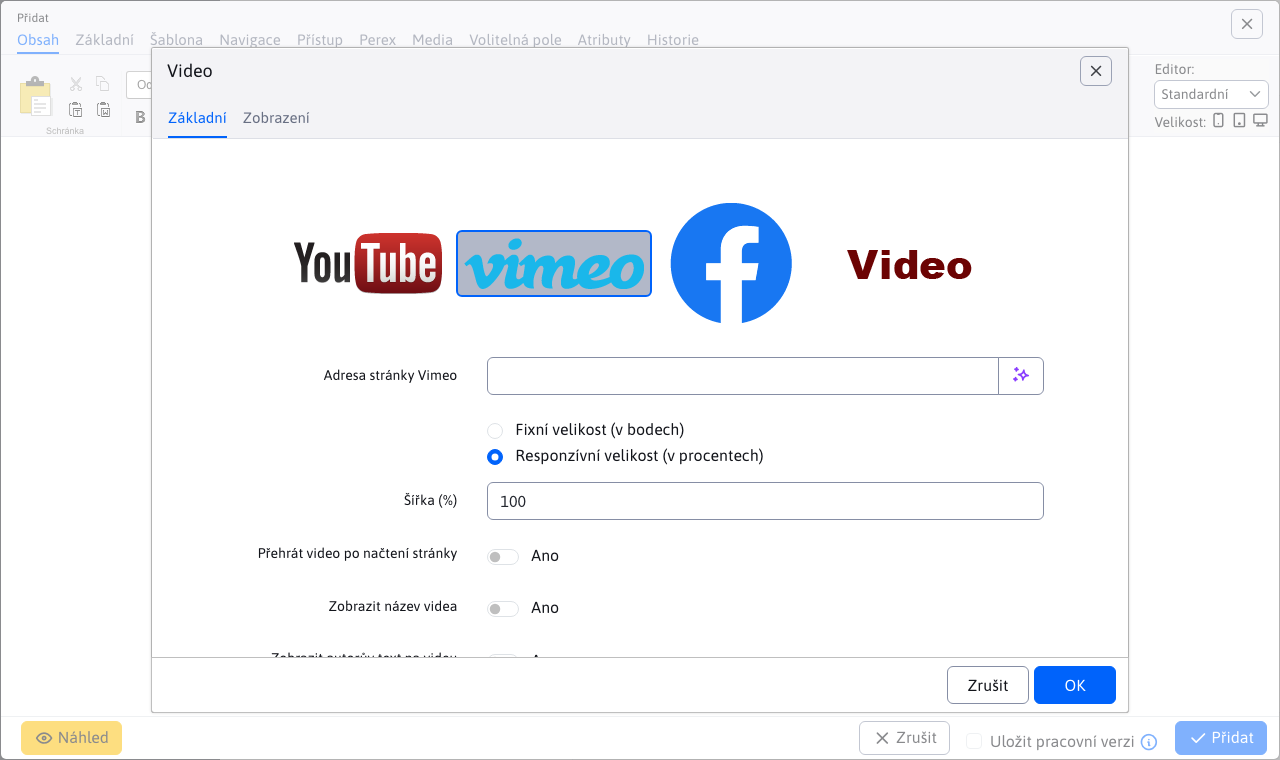 Přidat
Obsah Základní Šablona Navigace Přístup Perex Media Volitelná pole Atributy Historie
Editor:
Standardní
Velikost:
Schránka
B
Video
Základní Zobrazení
YouTube vimeo f Video
Adresa stránky Vimeo
Fixní velikost (v bodech)
Responzívní velikost (v procentech)
Šířka (%) 100
Přehrát video po načtení stránky Ano
Zobrazit název videa Ano
Zrušit OK
Náhled Zrušit Uložit pracovní verzi Přidat